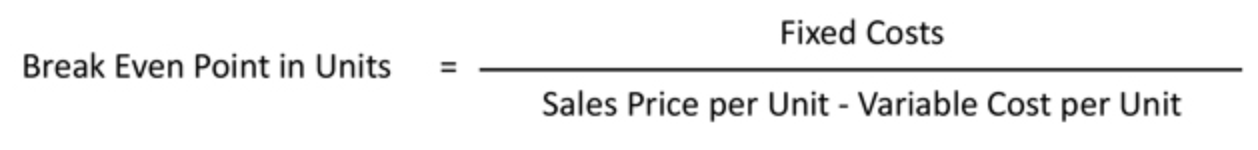 Fixed Costs
Break Even Point in Units =
Sales Price per Unit - Variable Cost per Unit